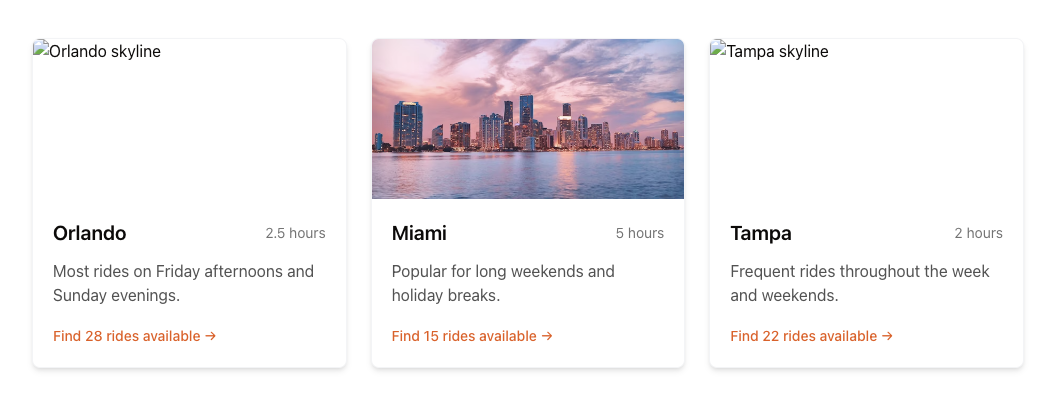 Orlando skyline
Tampa skyline
Orlando
2.5 hours
Most rides on Friday afternoons and
Sunday evenings.
Find 28 rides available →
Miami
5 hours
Popular for long weekends and
holiday breaks.
Find 15 rides available →
Tampa
2 hours
Frequent rides throughout the week
and weekends.
Find 22 rides available →